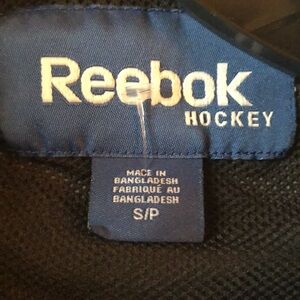 Reebok
HOCKEY
MADE IN
BANGLADESH
FABRIQUÉ AU
BANGLADESH
S/P